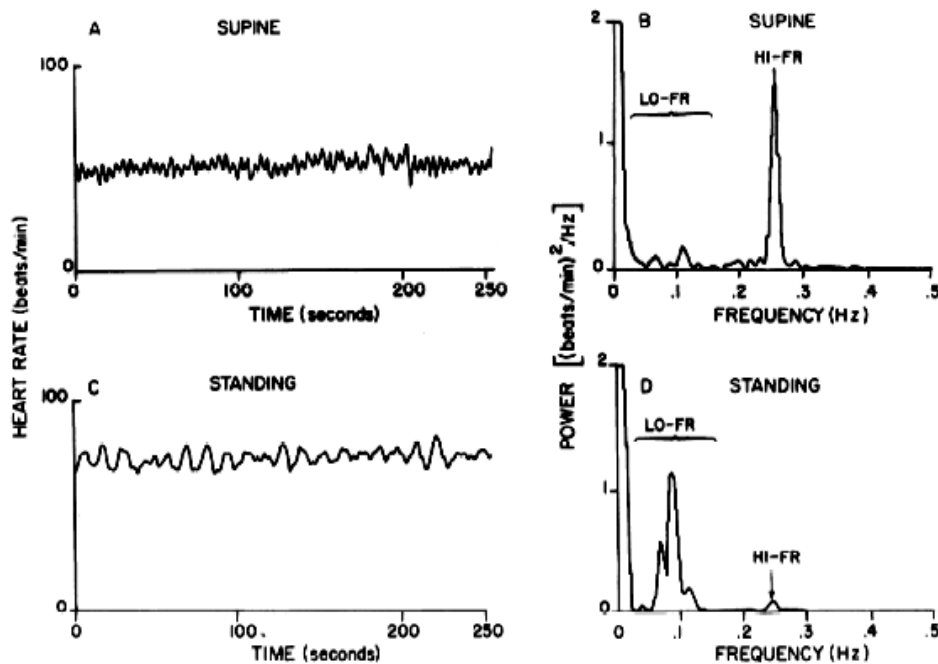 A SUPINE
100
0
0 100 200 250
TIME (seconds)
B SUPINE
2
HI-FR
LO-FR
1
0
0 .1 .2 .3 .4 .5
FREQUENCY (Hz)
HEART RATE (beats/min)
POWER [(beats/min)²/Hz]
C STANDING
100
0
0 100. 200 250
TIME (seconds)
D STANDING
2
LO-FR
1
HI-FR
0
0 .1 .2 .3 .4 .5
FREQUENCY (Hz)